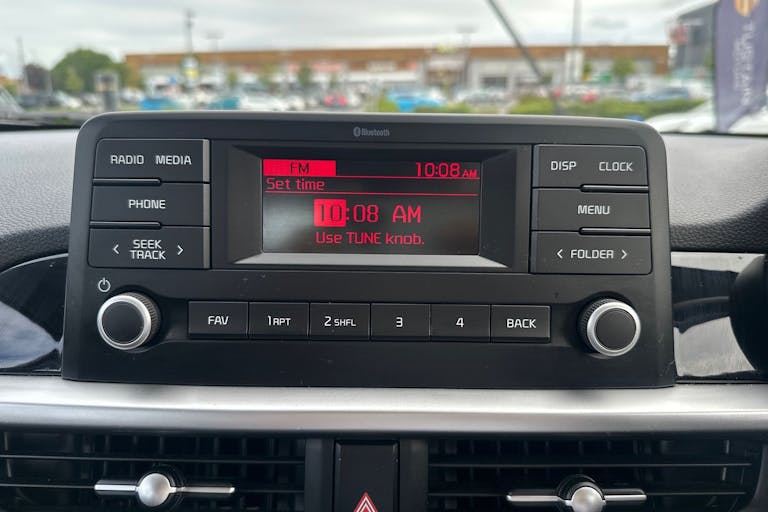 Bluetooth
RADIO MEDIA
PHONE
< SEEK TRACK >
FM 10:08 AM
Set time
10:08 AM
Use TUNE knob.
DISP CLOCK
MENU
< FOLDER >
FAV 1 RPT 2 SHFL 3 4 BACK